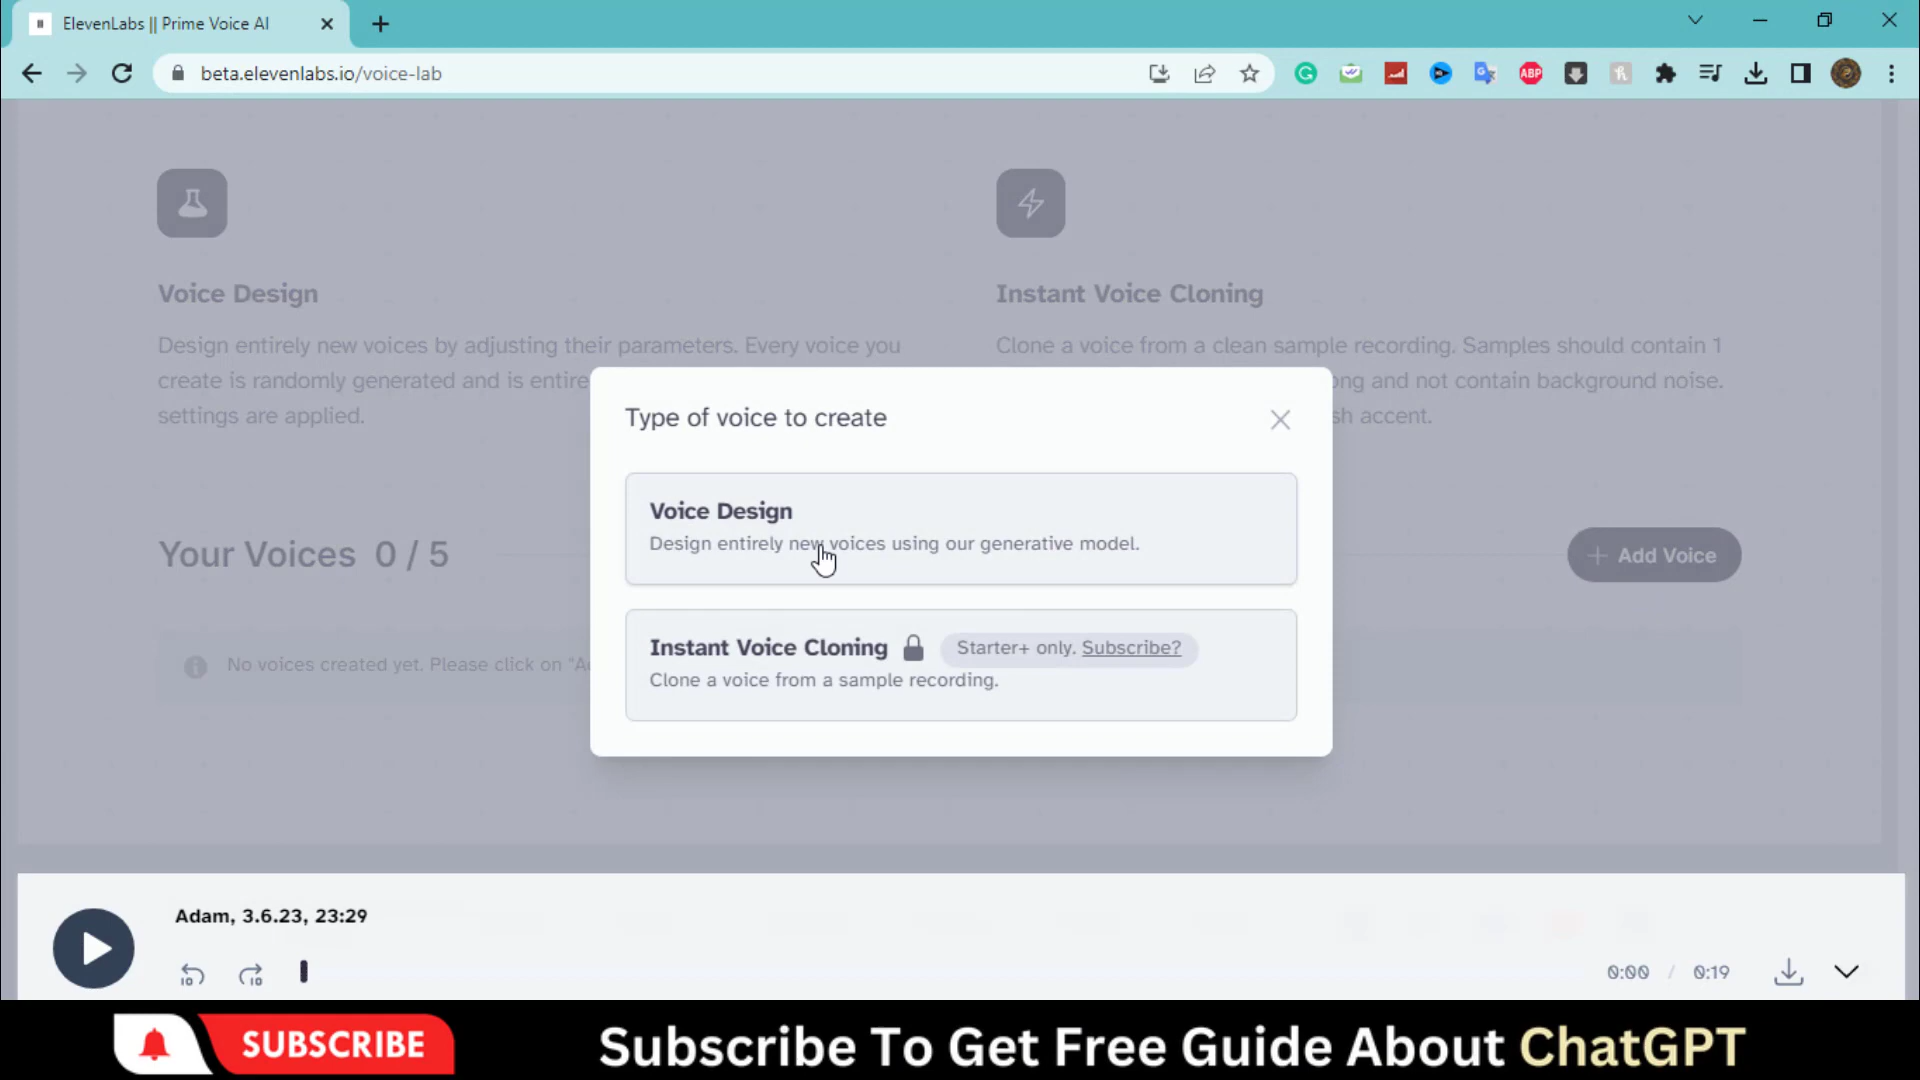 ElevenLabs || Prime Voice AI
beta.elevenlabs.io/voice-lab
ABP
Voice Design
Design entirely new voices by adjusting their parameters. Every voice you
create is randomly generated and is entire
settings are applied.
Instant Voice Cloning
Clone a voice from a clean sample recording. Samples should contain 1
ong and not contain background noise.
sh accent.
Type of voice to create
Voice Design
Design entirely new voices using our generative model.
Instant Voice Cloning Starter+ only. Subscribe?
Clone a voice from a sample recording.
Your Voices 0 / 5
+ Add Voice
No voices created yet. Please click on "A
Adam, 3.6.23, 23:29
10 10
0:00 / 0:19
SUBSCRIBE
Subscribe To Get Free Guide About ChatGPT